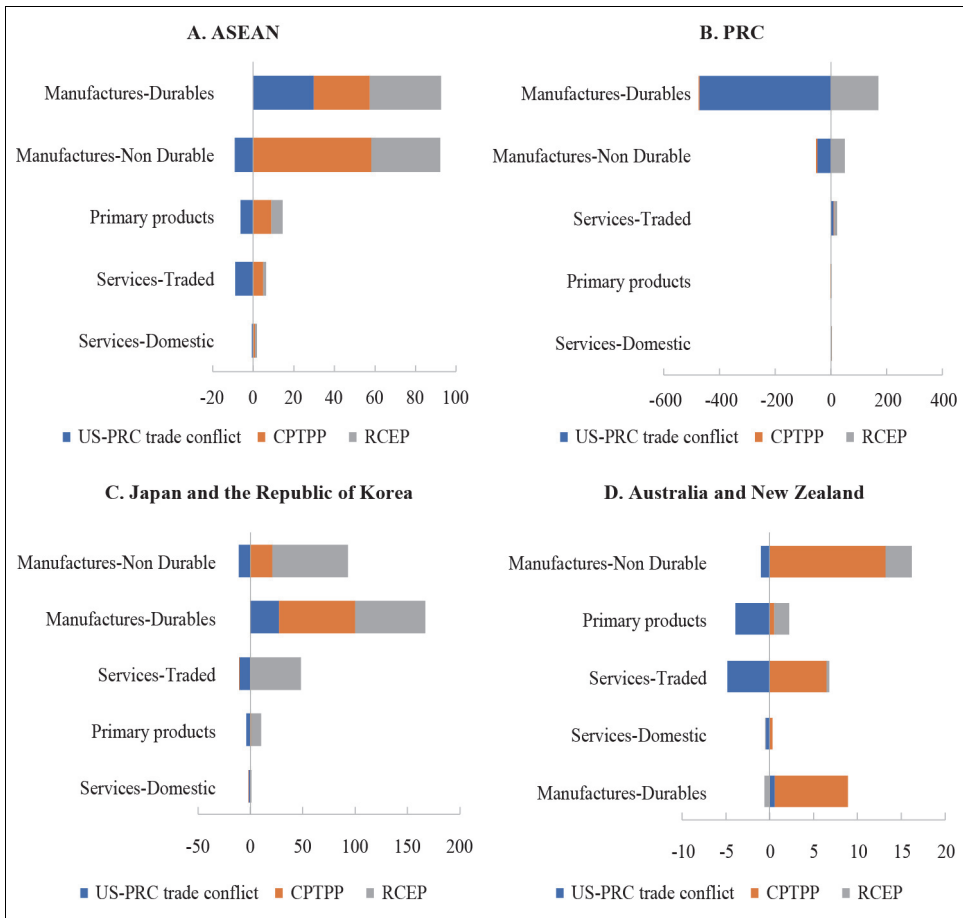 A. ASEAN
Manufactures-Durables
Manufactures-Non Durable
Primary products
Services-Traded
Services-Domestic
-20 0 20 40 60 80 100
US-PRC trade conflict CPTPP RCEP
B. PRC
Manufactures-Durables
Manufactures-Non Durable
Services-Traded
Primary products
Services-Domestic
-600 -400 -200 0 200 400
US-PRC trade conflict CPTPP RCEP
C. Japan and the Republic of Korea
Manufactures-Non Durable
Manufactures-Durables
Services-Traded
Primary products
Services-Domestic
-50 0 50 100 150 200
US-PRC trade conflict CPTPP RCEP
D. Australia and New Zealand
Manufactures-Non Durable
Primary products
Services-Traded
Services-Domestic
Manufactures-Durables
-10 -5 0 5 10 15 20
US-PRC trade conflict CPTPP RCEP